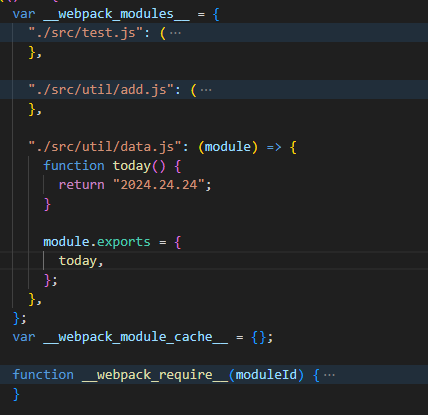 var __webpack_modules__ = {
"./src/test.js": (···
},
"./src/util/add.js": (···
},
"./src/util/data.js": (module) => {
function today() {
return "2024.24.24";
}
module.exports = {
today,
};
},
};
var __webpack_module_cache__ = {};
function __webpack_require__(moduleId) {···
}